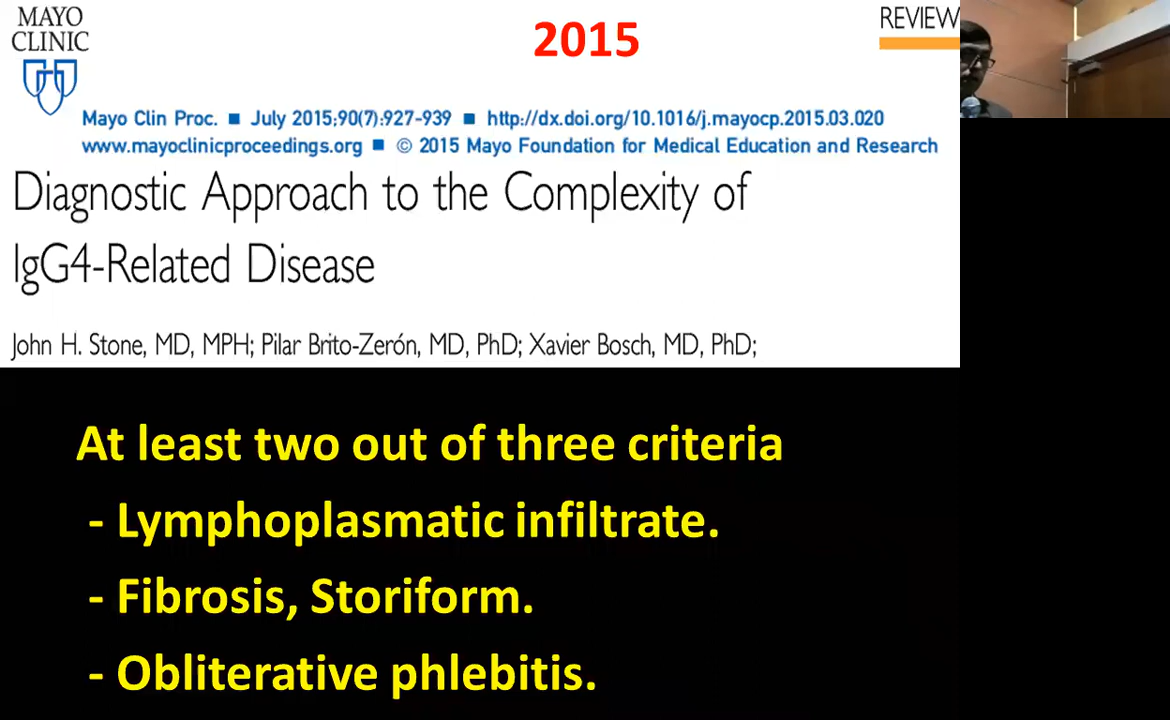 MAYO
CLINIC
2015
REVIEW
Mayo Clin Proc. ■ July 2015;90(7):927-939 ■ http://dx.doi.org/10.1016/j.mayocp.2015.03.020
www.mayoclinicproceedings.org ■ © 2015 Mayo Foundation for Medical Education and Research
Diagnostic Approach to the Complexity of
IgG4-Related Disease
John H. Stone, MD, MPH; Pilar Brito-Zerón, MD, PhD; Xavier Bosch, MD, PhD;
At least two out of three criteria
- Lymphoplasmatic infiltrate.
- Fibrosis, Storiform.
- Obliterative phlebitis.